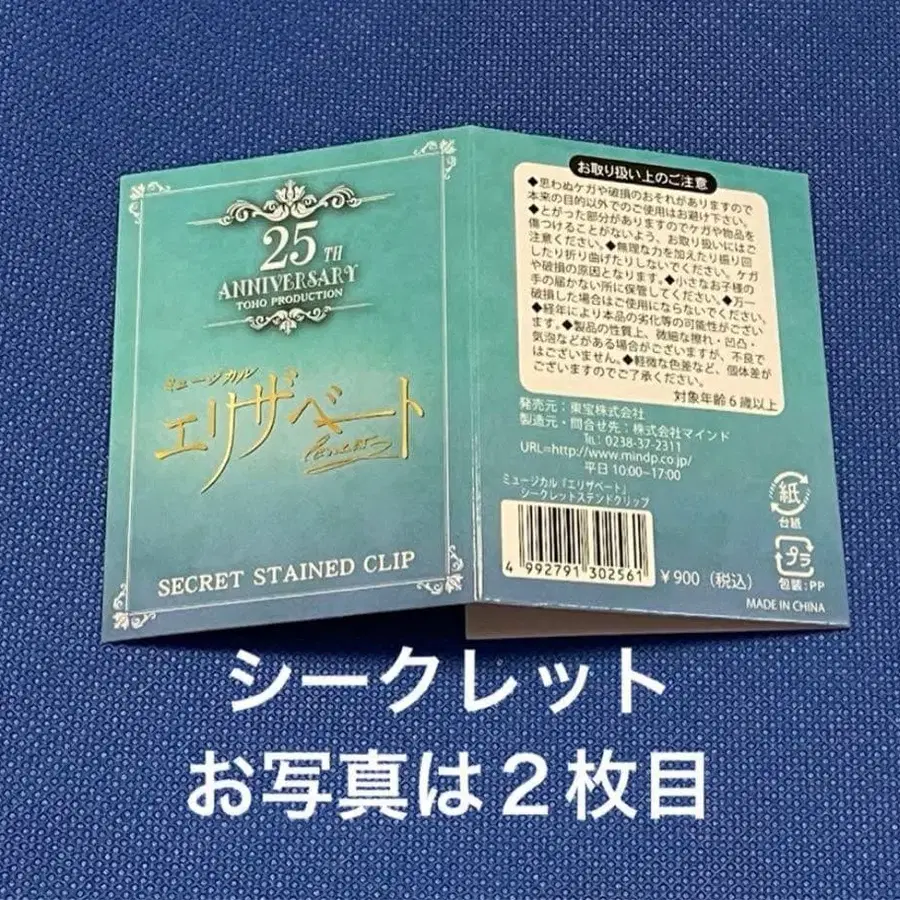 25TH
ANNIVERSARY
TOHO PRODUCTION
ミュージカル
エリザベート
SECRET STAINED CLIP
お取り扱い上のご注意
◆思わぬケガや破損のおそれがありますので
本来の目的以外でのご使用はお避け下さい。
◆とがった部分がありますのでケガや物品を
傷つけることがないよう、お取り扱いにはご
注意ください。◆無理な力を加えたり振り回
したり折り曲げたりしないでください。ケガ
や破損の原因となります。◆小さなお子様の
手の届かない所に保管してください。◆万一
破損した場合はご使用にならないでください。
◆経年により本品の劣化等の可能性がござい
ます。◆製品の性質上、微細な擦れ・凹凸・
気泡などがある場合がございますが、不良で
はございません。◆軽微な色差など、個体差が
ございますのでご了承ください。
対象年齢6歳以上
発売元：東宝株式会社
製造元・問合せ先：株式会社マインド
TEL: 0238-37-2311
URL=http://www.mindp.co.jp/
平日 10:00−17:00
ミュージカル『エリザベート』
シークレットステンドクリップ
4 992791 302561
¥900（税込）
紙
台紙
プラ
包装:PP
MADE IN CHINA
シークレット
お写真は２枚目